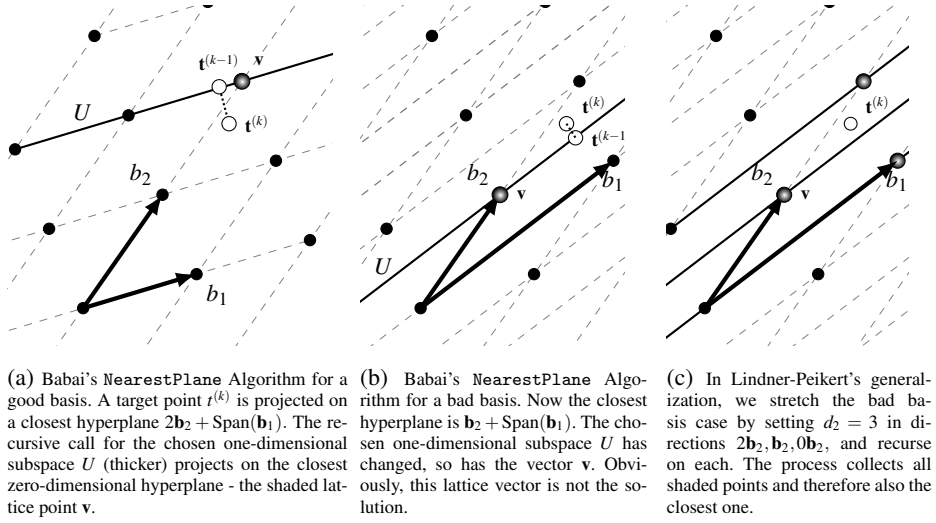 t(k−1)
v
U
t(k)
b2
b1
t(k)
t(k−1
b2
v
b1
U
t(k)
b2
v
b1
(a) Babai's NearestPlane Algorithm for a
good basis. A target point t(k) is projected on
a closest hyperplane 2b2 + Span(b1). The re-
cursive call for the chosen one-dimensional
subspace U (thicker) projects on the closest
zero-dimensional hyperplane - the shaded lat-
tice point v.
(b) Babai's NearestPlane Algo-
rithm for a bad basis. Now the closest
hyperplane is b2 + Span(b1). The cho-
sen one-dimensional subspace U has
changed, so has the vector v. Obvi-
ously, this lattice vector is not the so-
lution.
(c) In Lindner-Peikert's general-
ization, we stretch the bad ba-
sis case by setting d2 = 3 in di-
rections 2b2,b2,0b2, and recurse
on each. The process collects all
shaded points and therefore also the
closest one.